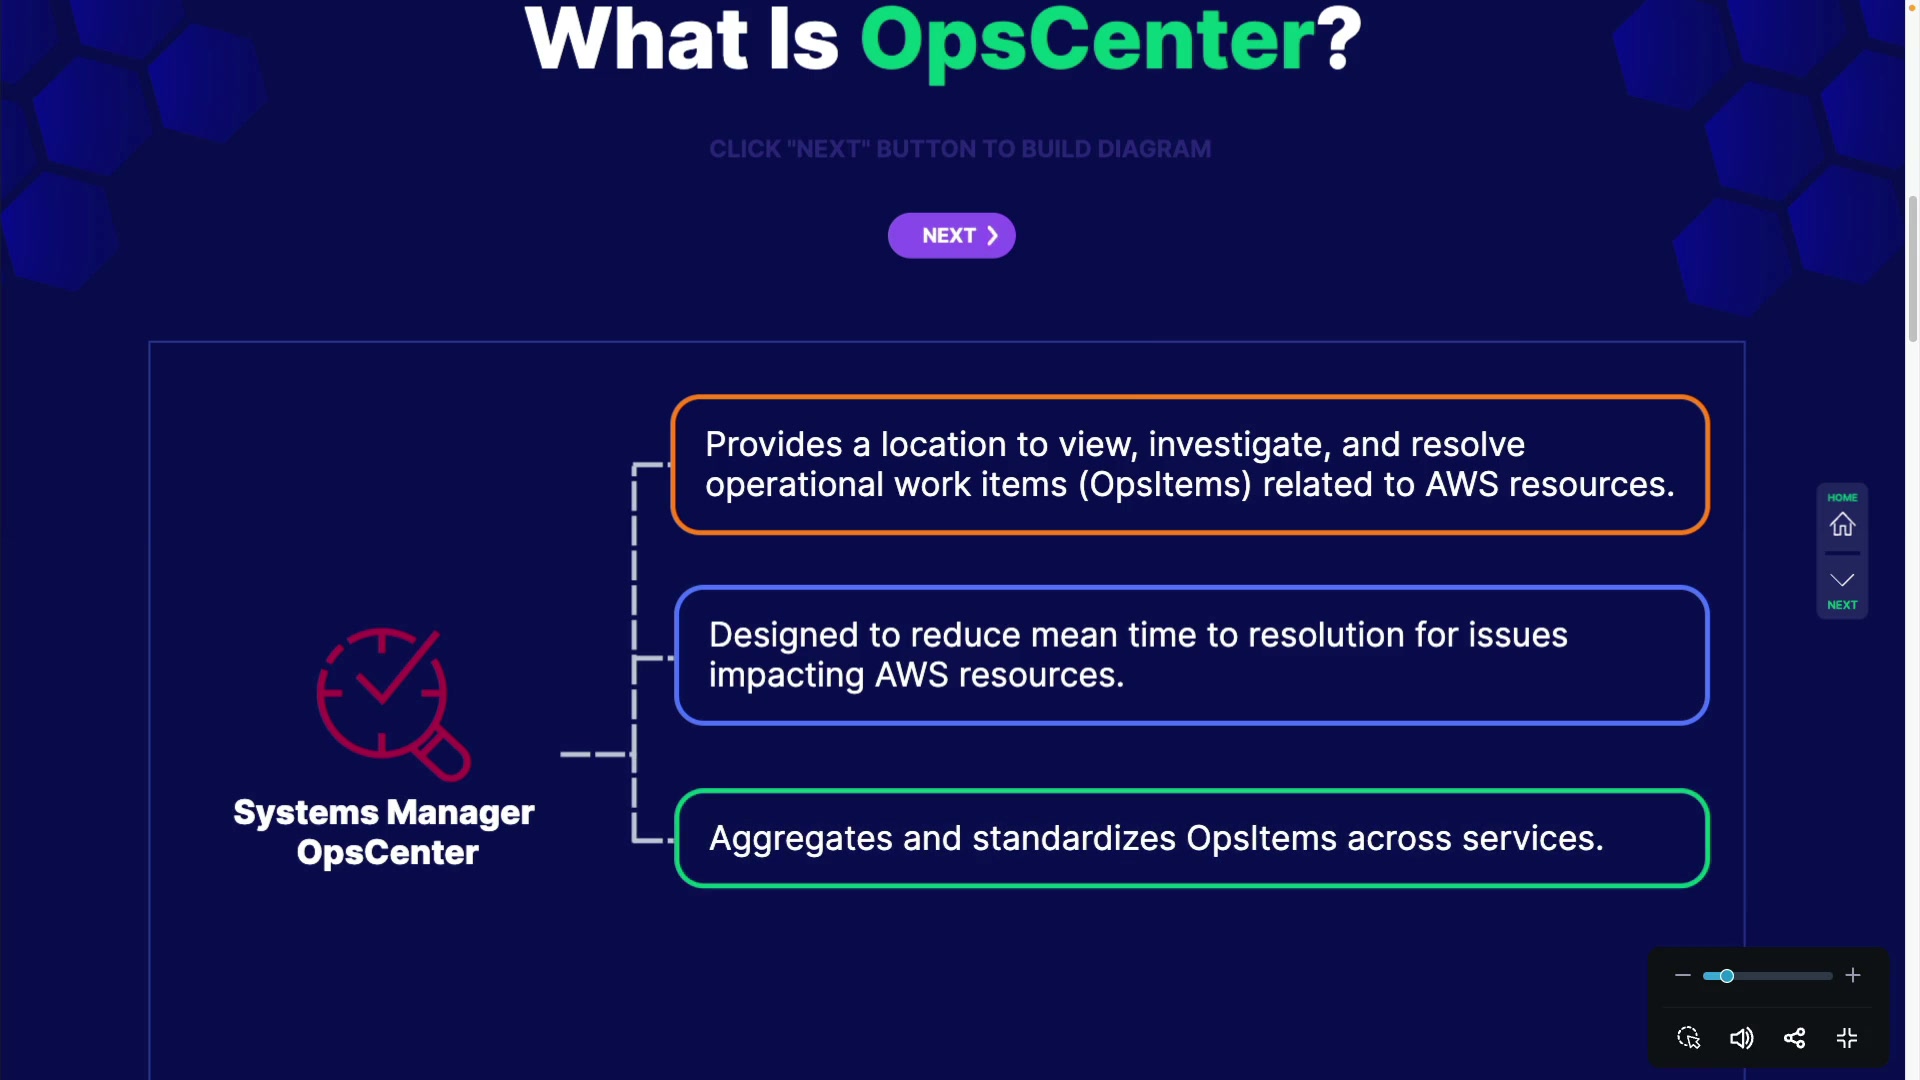 What Is OpsCenter?
CLICK "NEXT" BUTTON TO BUILD DIAGRAM
NEXT
Provides a location to view, investigate, and resolve
operational work items (OpsItems) related to AWS resources.
Designed to reduce mean time to resolution for issues
impacting AWS resources.
Aggregates and standardizes OpsItems across services.
Systems Manager
OpsCenter
HOME
NEXT